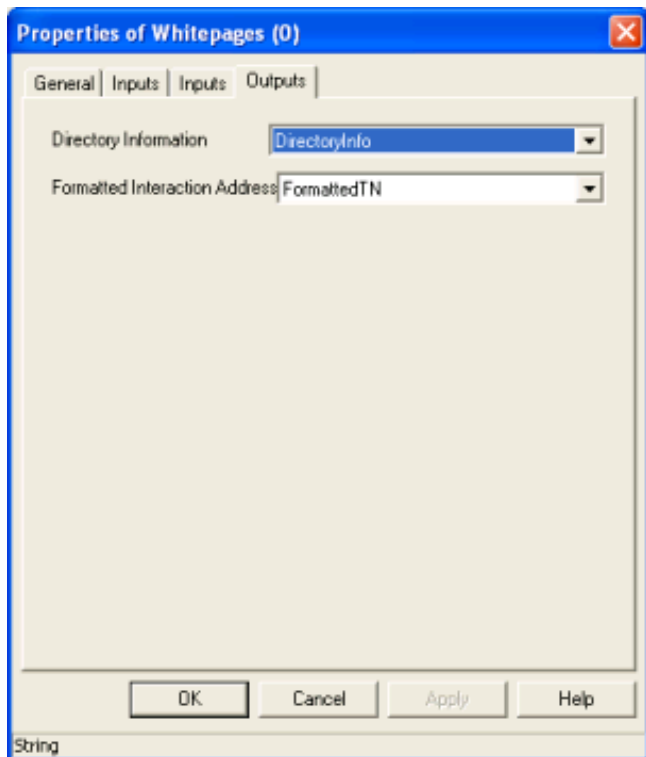 Properties of Whitepages (0)
General Inputs Inputs Outputs
Directory Information DirectoryInfo
Formatted Interaction Address FormattedTN
OK Cancel Apply Help
String